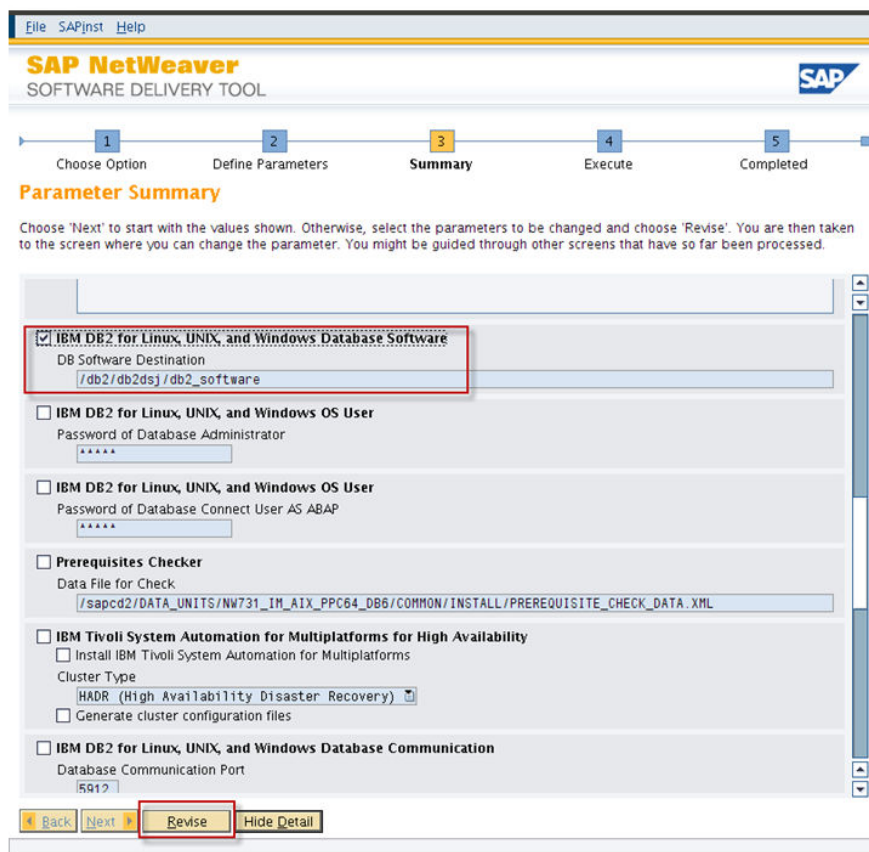 File SAPinst Help
SAP NetWeaver
SOFTWARE DELIVERY TOOL
SAP
1 2 3 4 5
Choose Option Define Parameters Summary Execute Completed
Parameter Summary
Choose 'Next' to start with the values shown. Otherwise, select the parameters to be changed and choose 'Revise'. You are then taken
to the screen where you can change the parameter. You might be guided through other screens that have so far been processed.
IBM DB2 for Linux, UNIX, and Windows Database Software
DB Software Destination
/db2/db2dsj/db2_software
IBM DB2 for Linux, UNIX, and Windows OS User
Password of Database Administrator
*****
IBM DB2 for Linux, UNIX, and Windows OS User
Password of Database Connect User AS ABAP
*****
Prerequisites Checker
Data File for Check
/sapcd2/DATA_UNITS/NW731_IM_AIX_PPC64_DB6/COMMON/INSTALL/PREREQUISITE_CHECK_DATA.XML
IBM Tivoli System Automation for Multiplatforms for High Availability
Install IBM Tivoli System Automation for Multiplatforms
Cluster Type
HADR (High Availability Disaster Recovery)
Generate cluster configuration files
IBM DB2 for Linux, UNIX, and Windows Database Communication
Database Communication Port
5912
Back Next Revise Hide Detail